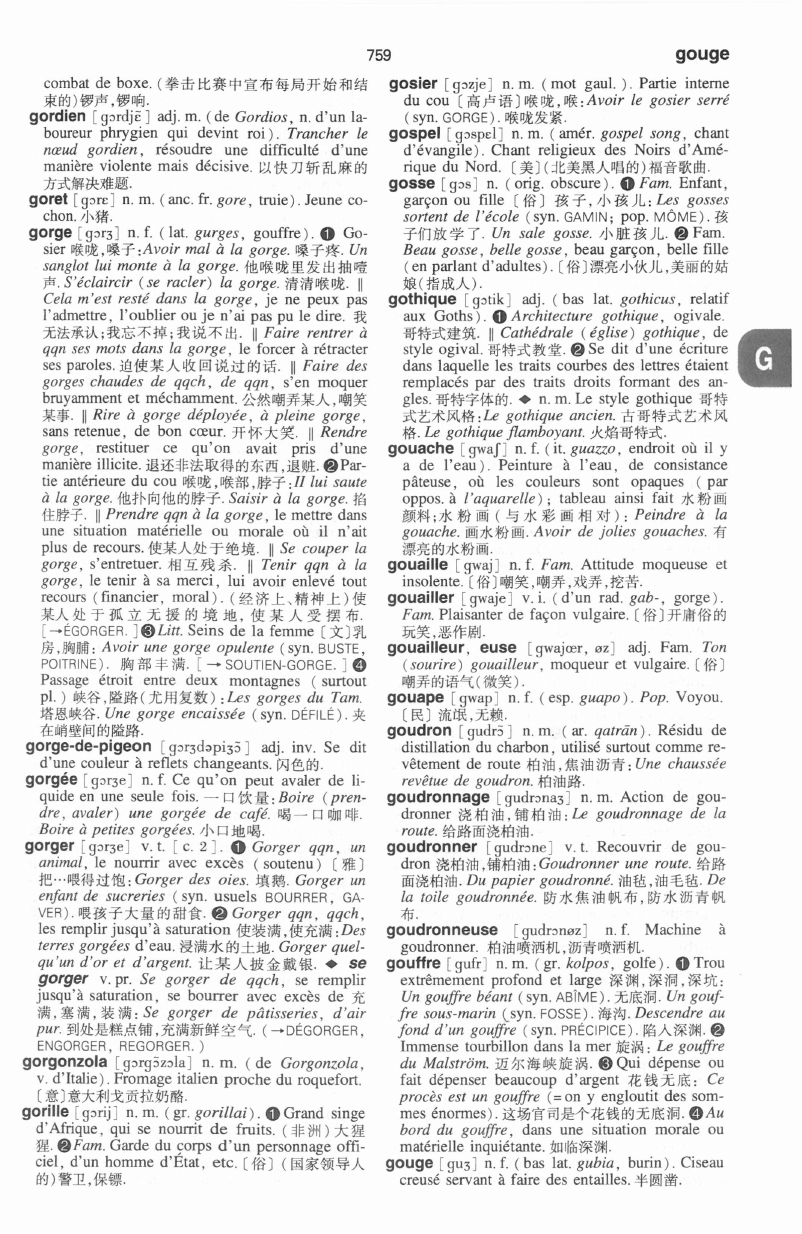 759
gouge
combat de boxe. (拳击比赛中宣布每局开始和结
束的)锣声,锣响.
gordien [gɔrdjɛ̃] adj. m. (de Gordios, n. d'un la-
boureur phrygien qui devint roi). Trancher le
nœud gordien, résoudre une difficulté d'une
manière violente mais décisive. 以快刀斩乱麻的
方式解决难题.
goret [gɔrɛ] n. m. (anc. fr. gore, truie). Jeune co-
chon. 小猪.
gorge [gɔrʒ] n. f. (lat. gurges, gouffre). ❶ Go-
sier 喉咙,嗓子:Avoir mal à la gorge. 嗓子疼. Un
sanglot lui monte à la gorge. 他喉咙里发出抽噎
声. S'éclaircir (se racler) la gorge. 清清喉咙. ‖
Cela m'est resté dans la gorge, je ne peux pas
l'admettre, l'oublier ou je n'ai pas pu le dire. 我
无法承认;我忘不掉;我说不出. ‖ Faire rentrer à
qqn ses mots dans la gorge, le forcer à rétracter
ses paroles. 迫使某人收回说过的话. ‖ Faire des
gorges chaudes de qqch, de qqn, s'en moquer
bruyamment et méchamment. 公然嘲弄某人,嘲笑
某事. ‖ Rire à gorge déployée, à pleine gorge,
sans retenue, de bon cœur. 开怀大笑. ‖ Rendre
gorge, restituer ce qu'on avait pris d'une
manière illicite. 退还非法取得的东西,退赃. ❷ Par-
tie antérieure du cou 喉咙,喉部,脖子:Il lui saute
à la gorge. 他扑向他的脖子. Saisir à la gorge. 掐
住脖子. ‖ Prendre qqn à la gorge, le mettre dans
une situation matérielle ou morale où il n'ait
plus de recours. 使某人处于绝境. ‖ Se couper la
gorge, s'entretuer. 相互残杀. ‖ Tenir qqn à la
gorge, le tenir à sa merci, lui avoir enlevé tout
recours (financier, moral). (经济上、精神上)使
某人处于孤立无援的境地, 使某人受摆布.
[→ÉGORGER.] ❸ Litt. Seins de la femme [文]乳
房,胸脯: Avoir une gorge opulente (syn. BUSTE,
POITRINE). 胸部丰满. [→ SOUTIEN-GORGE.] ❹
Passage étroit entre deux montagnes (surtout
pl.) 峡谷,隘路(尤用复数):Les gorges du Tam.
塔恩峡谷. Une gorge encaissée (syn. DÉFILÉ). 夹
在峭壁间的隘路.
gorge-de-pigeon [gɔrʒdəpiʒɔ̃] adj. inv. Se dit
d'une couleur à reflets changeants. 闪色的.
gorgée [gɔrʒe] n. f. Ce qu'on peut avaler de li-
quide en une seule fois. 一口饮量:Boire (pren-
dre, avaler) une gorgée de café. 喝一口咖啡.
Boire à petites gorgées. 小口地喝.
gorger [gɔrʒe] v. t. [c. 2]. ❶ Gorger qqn, un
animal, le nourrir avec excès (soutenu) [雅]
把…喂得过饱:Gorger des oies. 填鹅. Gorger un
enfant de sucreries (syn. usuels BOURRER, GA-
VER). 喂孩子大量的甜食. ❷ Gorger qqn, qqch,
les remplir jusqu'à saturation 使装满,使充满:Des
terres gorgées d'eau. 浸满水的土地. Gorger quel-
qu'un d'or et d'argent. 让某人披金戴银. ◆ se
gorger v. pr. Se gorger de qqch, se remplir
jusqu'à saturation, se bourrer avec excès de 充
满,塞满,装满: Se gorger de pâtisseries, d'air
pur. 到处是糕点铺,充满新鲜空气. (→DÉGORGER,
ENGORGER, REGORGER.)
gorgonzola [gɔrgɔ̃zɔla] n. m. (de Gorgonzola,
v. d'Italie). Fromage italien proche du roquefort.
[意]意大利戈贡拉奶酪.
gorille [gɔrij] n. m. (gr. gorillai). ❶ Grand singe
d'Afrique, qui se nourrit de fruits. (非洲)大猩
猩. ❷ Fam. Garde du corps d'un personnage offi-
ciel, d'un homme d'État, etc. [俗] (国家领导人
的)警卫,保镖.
gosier [gɔzje] n. m. (mot gaul.). Partie interne
du cou [高卢语]喉咙,喉:Avoir le gosier serré
(syn. GORGE). 喉咙发紧.
gospel [gɔspɛl] n. m. (amér. gospel song, chant
d'évangile). Chant religieux des Noirs d'Amé-
rique du Nord. [美](北美黑人唱的)福音歌曲.
gosse [gɔs] n. (orig. obscure). ❶ Fam. Enfant,
garçon ou fille [俗] 孩子,小孩儿: Les gosses
sortent de l'école (syn. GAMIN; pop. MÔME). 孩
子们放学了. Un sale gosse. 小脏孩儿. ❷ Fam.
Beau gosse, belle gosse, beau garçon, belle fille
(en parlant d'adultes). [俗]漂亮小伙儿,美丽的姑
娘(指成人).
gothique [gɔtik] adj. (bas lat. gothicus, relatif
aux Goths). ❶ Architecture gothique, ogivale.
哥特式建筑. ‖ Cathédrale (église) gothique, de
style ogival. 哥特式教堂. ❷ Se dit d'une écriture
dans laquelle les traits courbes des lettres étaient
remplacés par des traits droits formant des an-
gles. 哥特字体的. ◆ n. m. Le style gothique 哥特
式艺术风格:Le gothique ancien. 古哥特式艺术风
格. Le gothique flamboyant. 火焰哥特式.
gouache [gwaʃ] n. f. (it. guazzo, endroit où il y
a de l'eau). Peinture à l'eau, de consistance
pâteuse, où les couleurs sont opaques (par
oppos. à l'aquarelle); tableau ainsi fait 水粉画
颜料;水粉画(与水彩画相对): Peindre à la
gouache. 画水粉画. Avoir de jolies gouaches. 有
漂亮的水粉画.
gouaille [gwaj] n. f. Fam. Attitude moqueuse et
insolente. [俗]嘲笑,嘲弄,戏弄,挖苦.
gouailler [gwaje] v. i. (d'un rad. gab-, gorge).
Fam. Plaisanter de façon vulgaire. [俗]开庸俗的
玩笑,恶作剧.
gouailleur, euse [gwajœr, øz] adj. Fam. Ton
(sourire) gouailleur, moqueur et vulgaire. [俗]
嘲弄的语气(微笑).
gouape [gwap] n. f. (esp. guapo). Pop. Voyou.
[民] 流氓,无赖.
goudron [gudrɔ̃] n. m. (ar. qatrān). Résidu de
distillation du charbon, utilisé surtout comme re-
vêtement de route 柏油,焦油沥青:Une chaussée
revêtue de goudron. 柏油路.
goudronnage [gudrɔnaʒ] n. m. Action de gou-
dronner 浇柏油,铺柏油:Le goudronnage de la
route. 给路面浇柏油.
goudronner [gudrɔne] v. t. Recouvrir de gou-
dron 浇柏油,铺柏油:Goudronner une route. 给路
面浇柏油. Du papier goudronné. 油毡,油毛毡. De
la toile goudronnée. 防水焦油帆布,防水沥青帆
布.
goudronneuse [gudrɔnøz] n. f. Machine à
goudronner. 柏油喷洒机,沥青喷洒机.
gouffre [gufr] n. m. (gr. kolpos, golfe). ❶ Trou
extrêmement profond et large 深渊,深洞,深坑:
Un gouffre béant (syn. ABÎME). 无底洞. Un gouf-
fre sous-marin (syn. FOSSE). 海沟. Descendre au
fond d'un gouffre (syn. PRÉCIPICE). 陷入深渊. ❷
Immense tourbillon dans la mer 旋涡: Le gouffre
du Malström. 迈尔海峡旋涡. ❸ Qui dépense ou
fait dépenser beaucoup d'argent 花钱无底: Ce
procès est un gouffre (= on y engloutit des som-
mes énormes). 这场官司是个花钱的无底洞. ❹ Au
bord du gouffre, dans une situation morale ou
matérielle inquiétante. 如临深渊.
gouge [guʒ] n. f. (bas lat. gubia, burin). Ciseau
creusé servant à faire des entailles. 半圆凿.
G